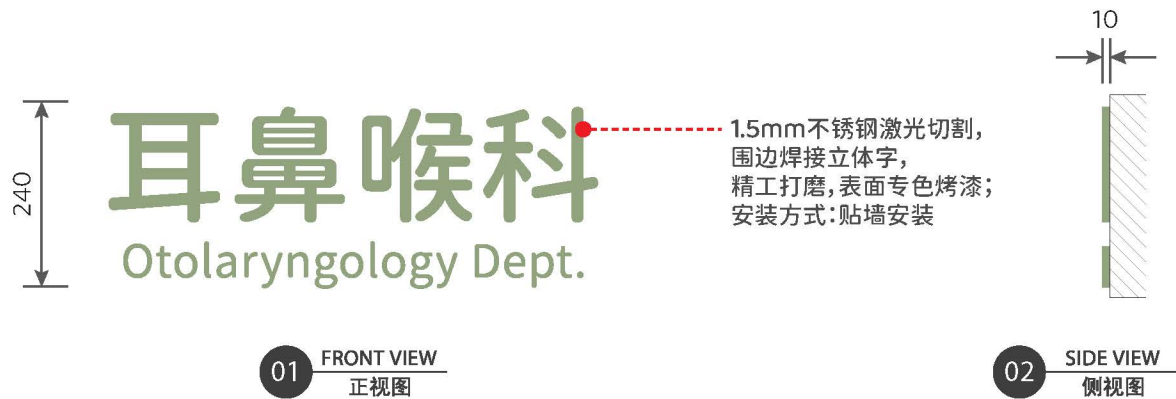 10
240
耳鼻喉科
Otolaryngology Dept.
1.5mm不锈钢激光切割，
围边焊接立体字，
精工打磨，表面专色烤漆；
安装方式：贴墙安装
01 FRONT VIEW
正视图
02 SIDE VIEW
侧视图